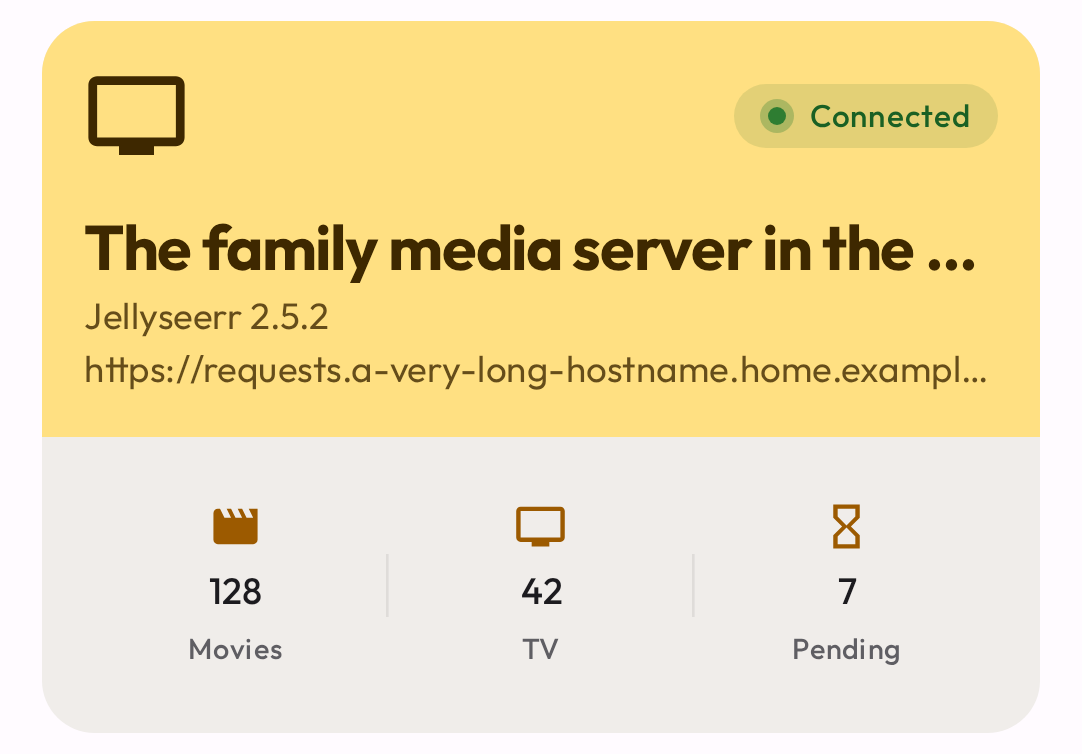 Connected
The family media server in the ...
Jellyseerr 2.5.2
https://requests.a-very-long-hostname.home.exampl...
128
42
7
Movies
TV
Pending